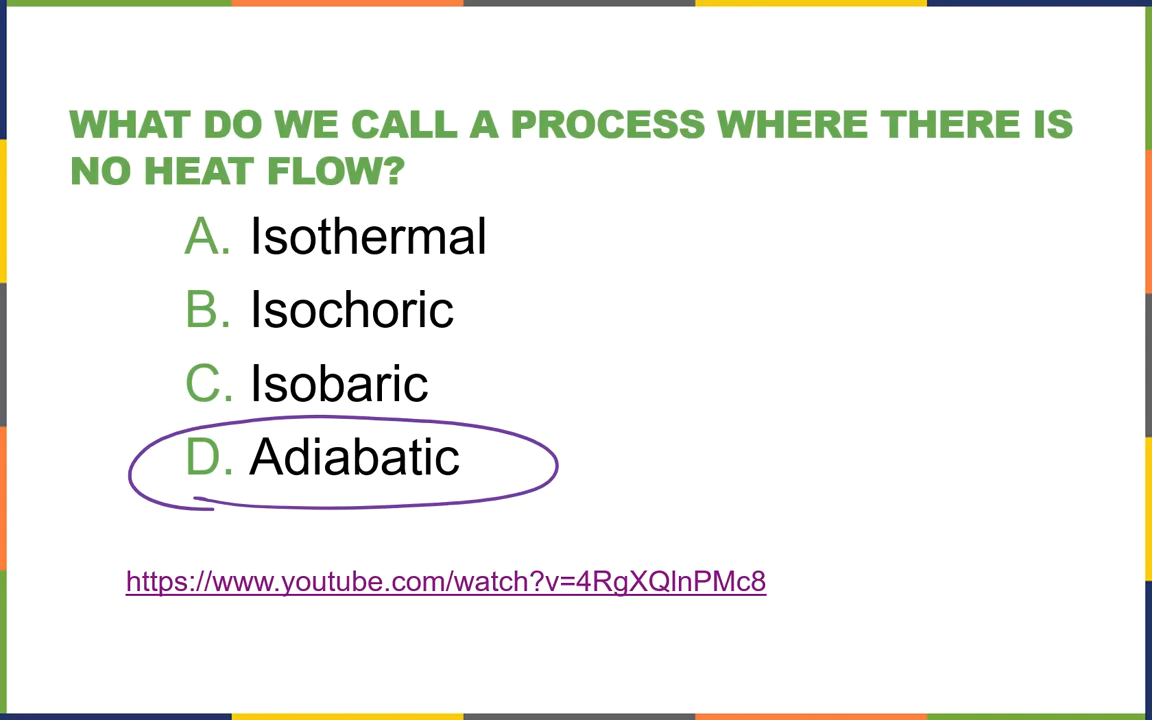 WHAT DO WE CALL A PROCESS WHERE THERE IS
NO HEAT FLOW?
A. Isothermal
B. Isochoric
C. Isobaric
D. Adiabatic
https://www.youtube.com/watch?v=4RgXQlnPMc8